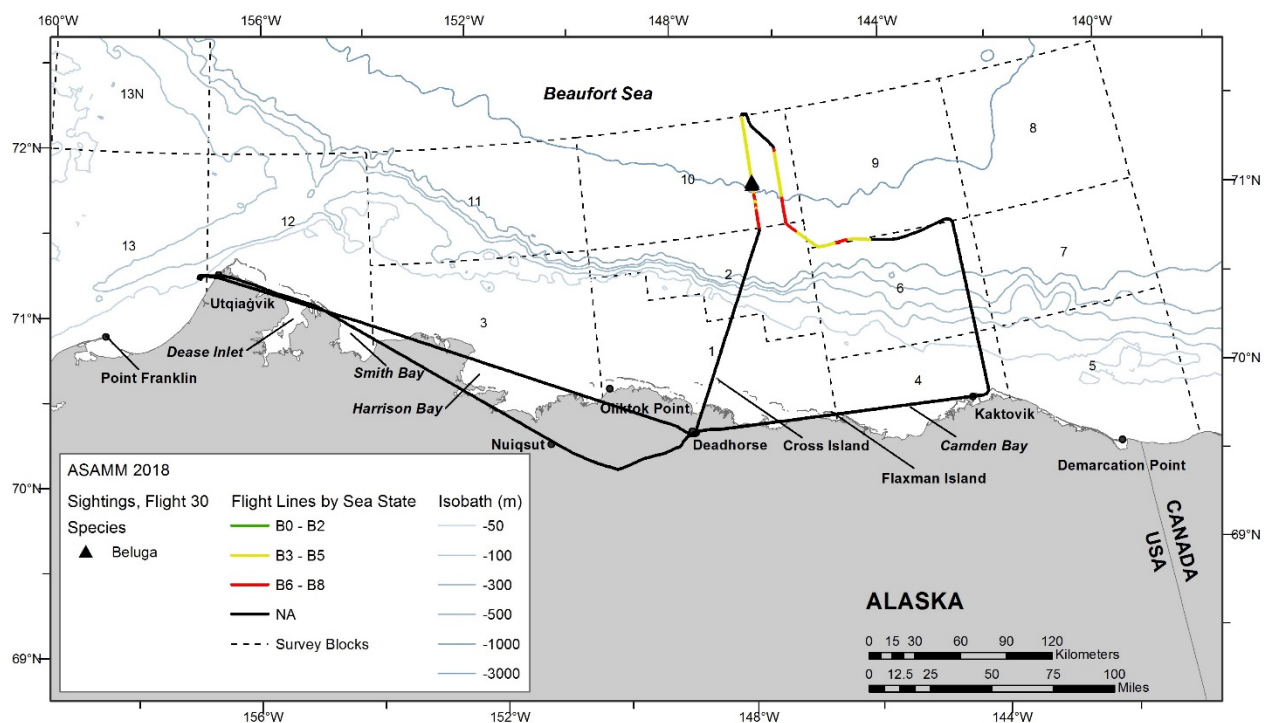 160°W 156°W 152°W 148°W 144°W 140°W
72°N
71°N
70°N
69°N
71°N
70°N
69°N
Beaufort Sea
13N
8
9
10
11
12
13
7
2
6
3
1
4
5
Utqiaġvik
Dease Inlet
Point Franklin
Smith Bay
Harrison Bay
Oliktok Point
Kaktovik
Nuiqsut
Deadhorse
Cross Island
Camden Bay
Flaxman Island
Demarcation Point
CANADA
USA
ASAMM 2018
Sightings, Flight 30
Species
Beluga
Flight Lines by Sea State
B0 - B2
B3 - B5
B6 - B8
NA
Survey Blocks
Isobath (m)
-50
-100
-300
-500
-1000
-3000
ALASKA
0 15 30 60 90 120
Kilometers
0 12.5 25 50 75 100
Miles
156°W 152°W 148°W 144°W